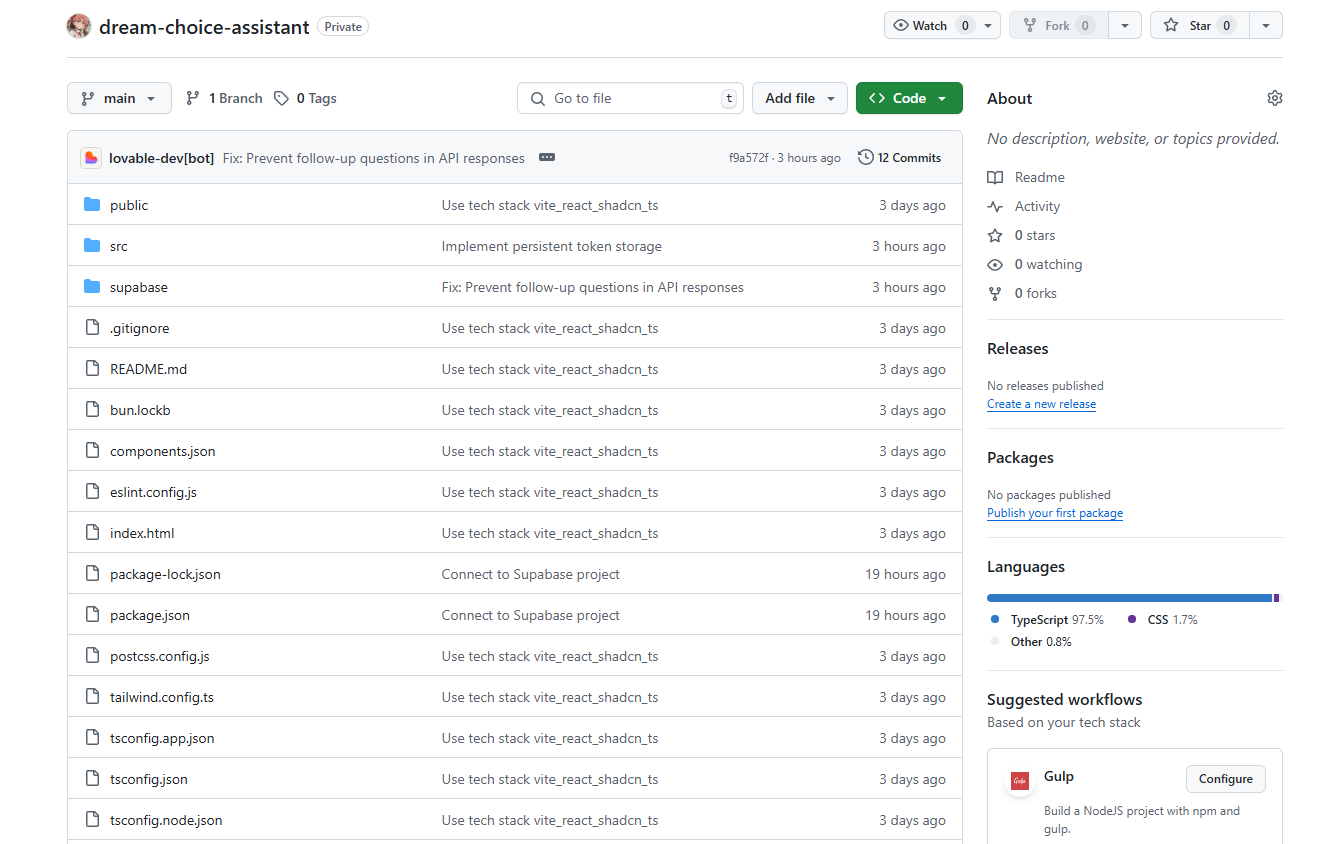 dream-choice-assistant Private
Watch 0
Fork 0
Star 0
main
1 Branch
0 Tags
Go to file t
Add file
Code
lovable-dev[bot] Fix: Prevent follow-up questions in API responses f9a572f · 3 hours ago 12 Commits
public Use tech stack vite_react_shadcn_ts 3 days ago
src Implement persistent token storage 3 hours ago
supabase Fix: Prevent follow-up questions in API responses 3 hours ago
.gitignore Use tech stack vite_react_shadcn_ts 3 days ago
README.md Use tech stack vite_react_shadcn_ts 3 days ago
bun.lockb Use tech stack vite_react_shadcn_ts 3 days ago
components.json Use tech stack vite_react_shadcn_ts 3 days ago
eslint.config.js Use tech stack vite_react_shadcn_ts 3 days ago
index.html Use tech stack vite_react_shadcn_ts 3 days ago
package-lock.json Connect to Supabase project 19 hours ago
package.json Connect to Supabase project 19 hours ago
postcss.config.js Use tech stack vite_react_shadcn_ts 3 days ago
tailwind.config.ts Use tech stack vite_react_shadcn_ts 3 days ago
tsconfig.app.json Use tech stack vite_react_shadcn_ts 3 days ago
tsconfig.json Use tech stack vite_react_shadcn_ts 3 days ago
tsconfig.node.json Use tech stack vite_react_shadcn_ts 3 days ago
About
No description, website, or topics provided.
Readme
Activity
0 stars
0 watching
0 forks
Releases
No releases published
Create a new release
Packages
No packages published
Publish your first package
Languages
TypeScript 97.5% CSS 1.7%
Other 0.8%
Suggested workflows
Based on your tech stack
Gulp
Gulp
Configure
Build a NodeJS project with npm and
gulp.